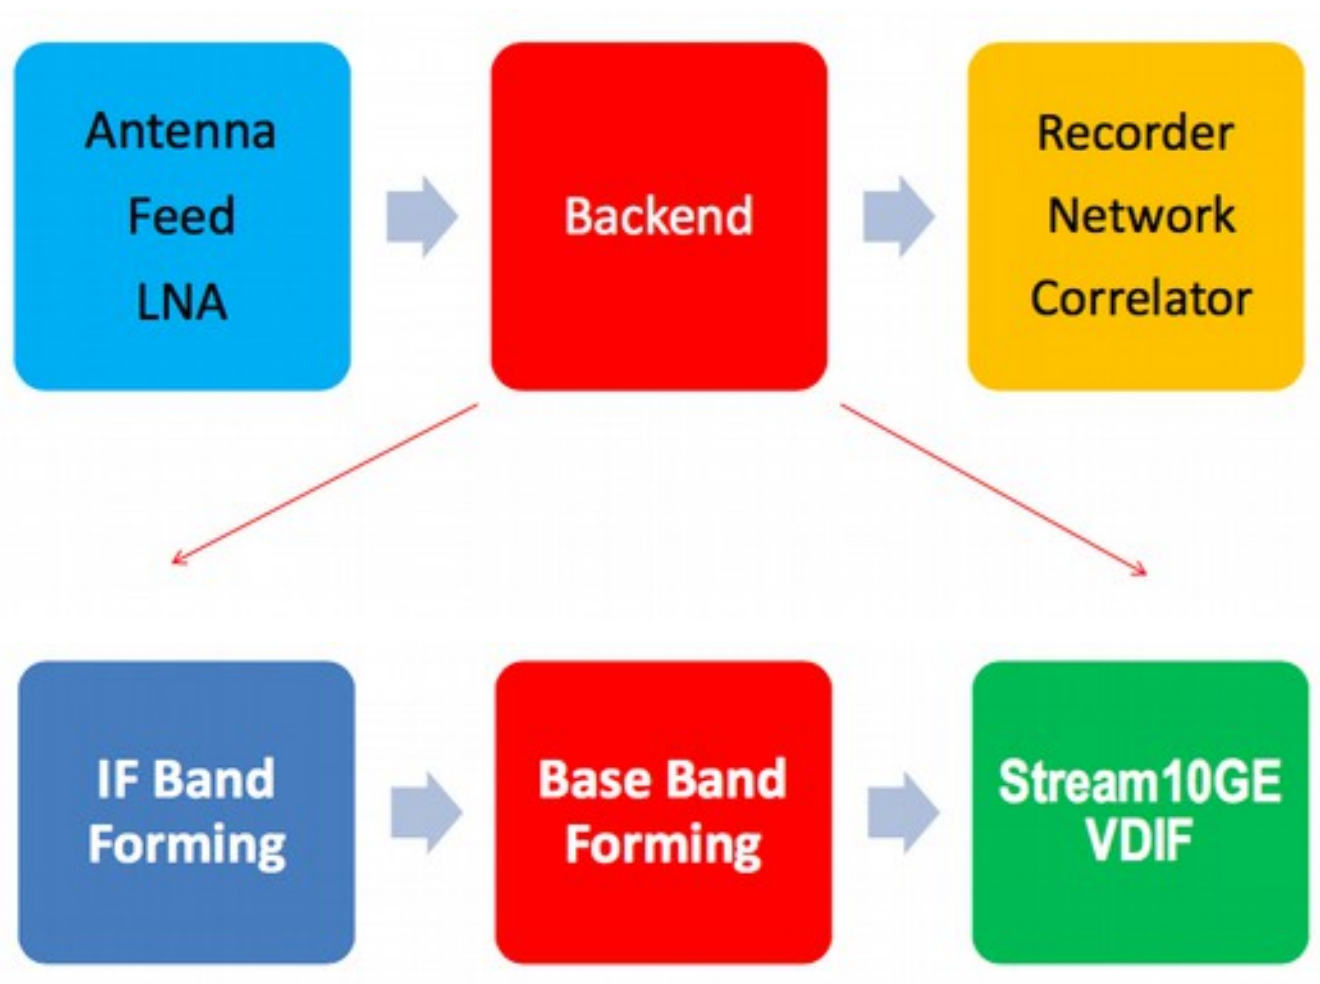 Antenna
Feed
LNA
Backend
Recorder
Network
Correlator
IF Band
Forming
Base Band
Forming
Stream10GE
VDIF